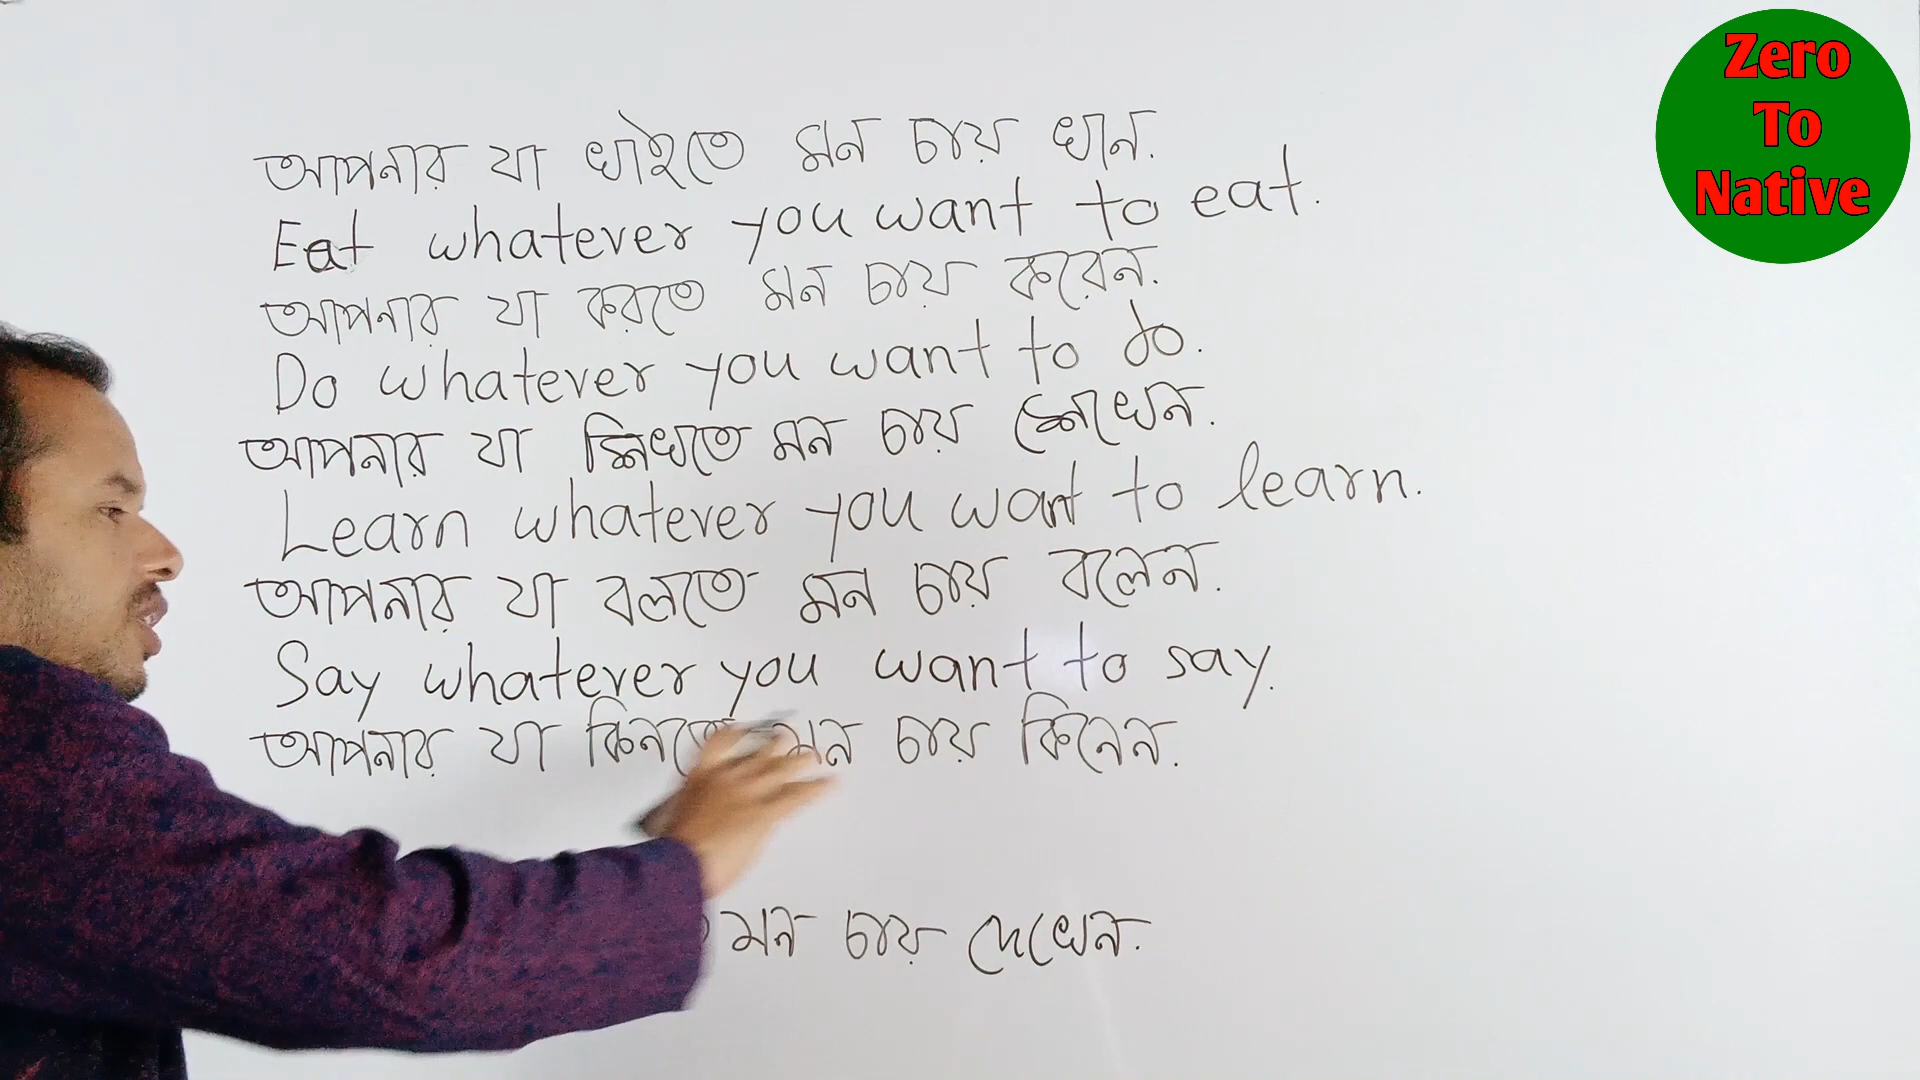 আপনার যা খাইতে মন চায় খান.
Eat whatever you want to eat.
আপনার যা করতে মন চায় করেন.
Do whatever you want to do.
আপনার যা শিখতে মন চায় শেখেন.
Learn whatever you want to learn.
আপনার যা বলতে মন চায় বলেন.
Say whatever you want to say.
আপনার যা কিনতে মন চায় কিনেন.
মন চায় দেখেন.
Zero
To
Native